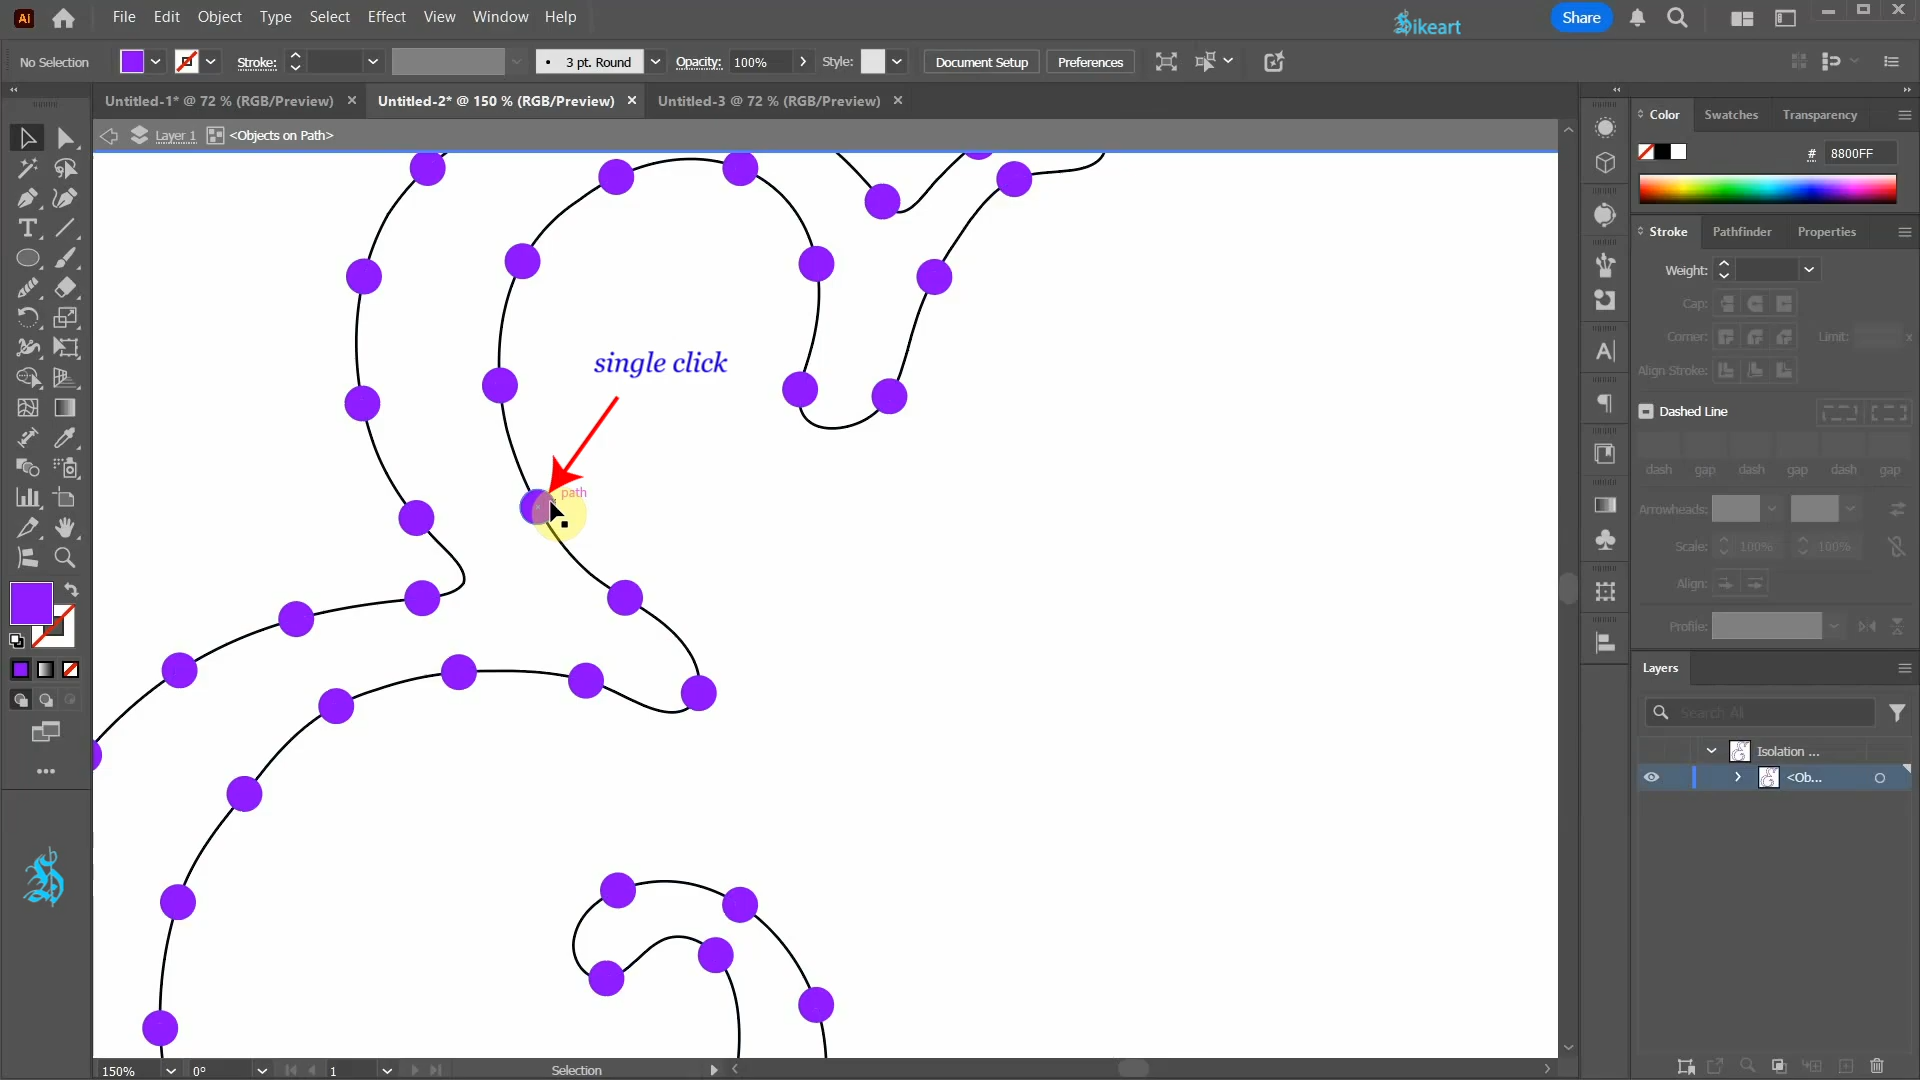 Ai
File Edit Object Type Select Effect View Window Help
Sikeart
Share
No Selection
Stroke:
3 pt. Round
Opacity: 100%
Style:
Document Setup
Preferences
Untitled-1* @ 72 % (RGB/Preview)
Untitled-2* @ 150 % (RGB/Preview)
Untitled-3 @ 72 % (RGB/Preview)
Layer 1 <Objects on Path>
single click
path
Color Swatches Transparency
# 8800FF
Stroke Pathfinder Properties
Weight:
Cap:
Corner: Limit: x
Align Stroke:
Dashed Line
dash gap dash gap dash gap
Arrowheads:
Scale: 100% 100%
Align:
Profile:
Layers
Search All
Isolation ...
<Ob...
150% 0° 1 Selection